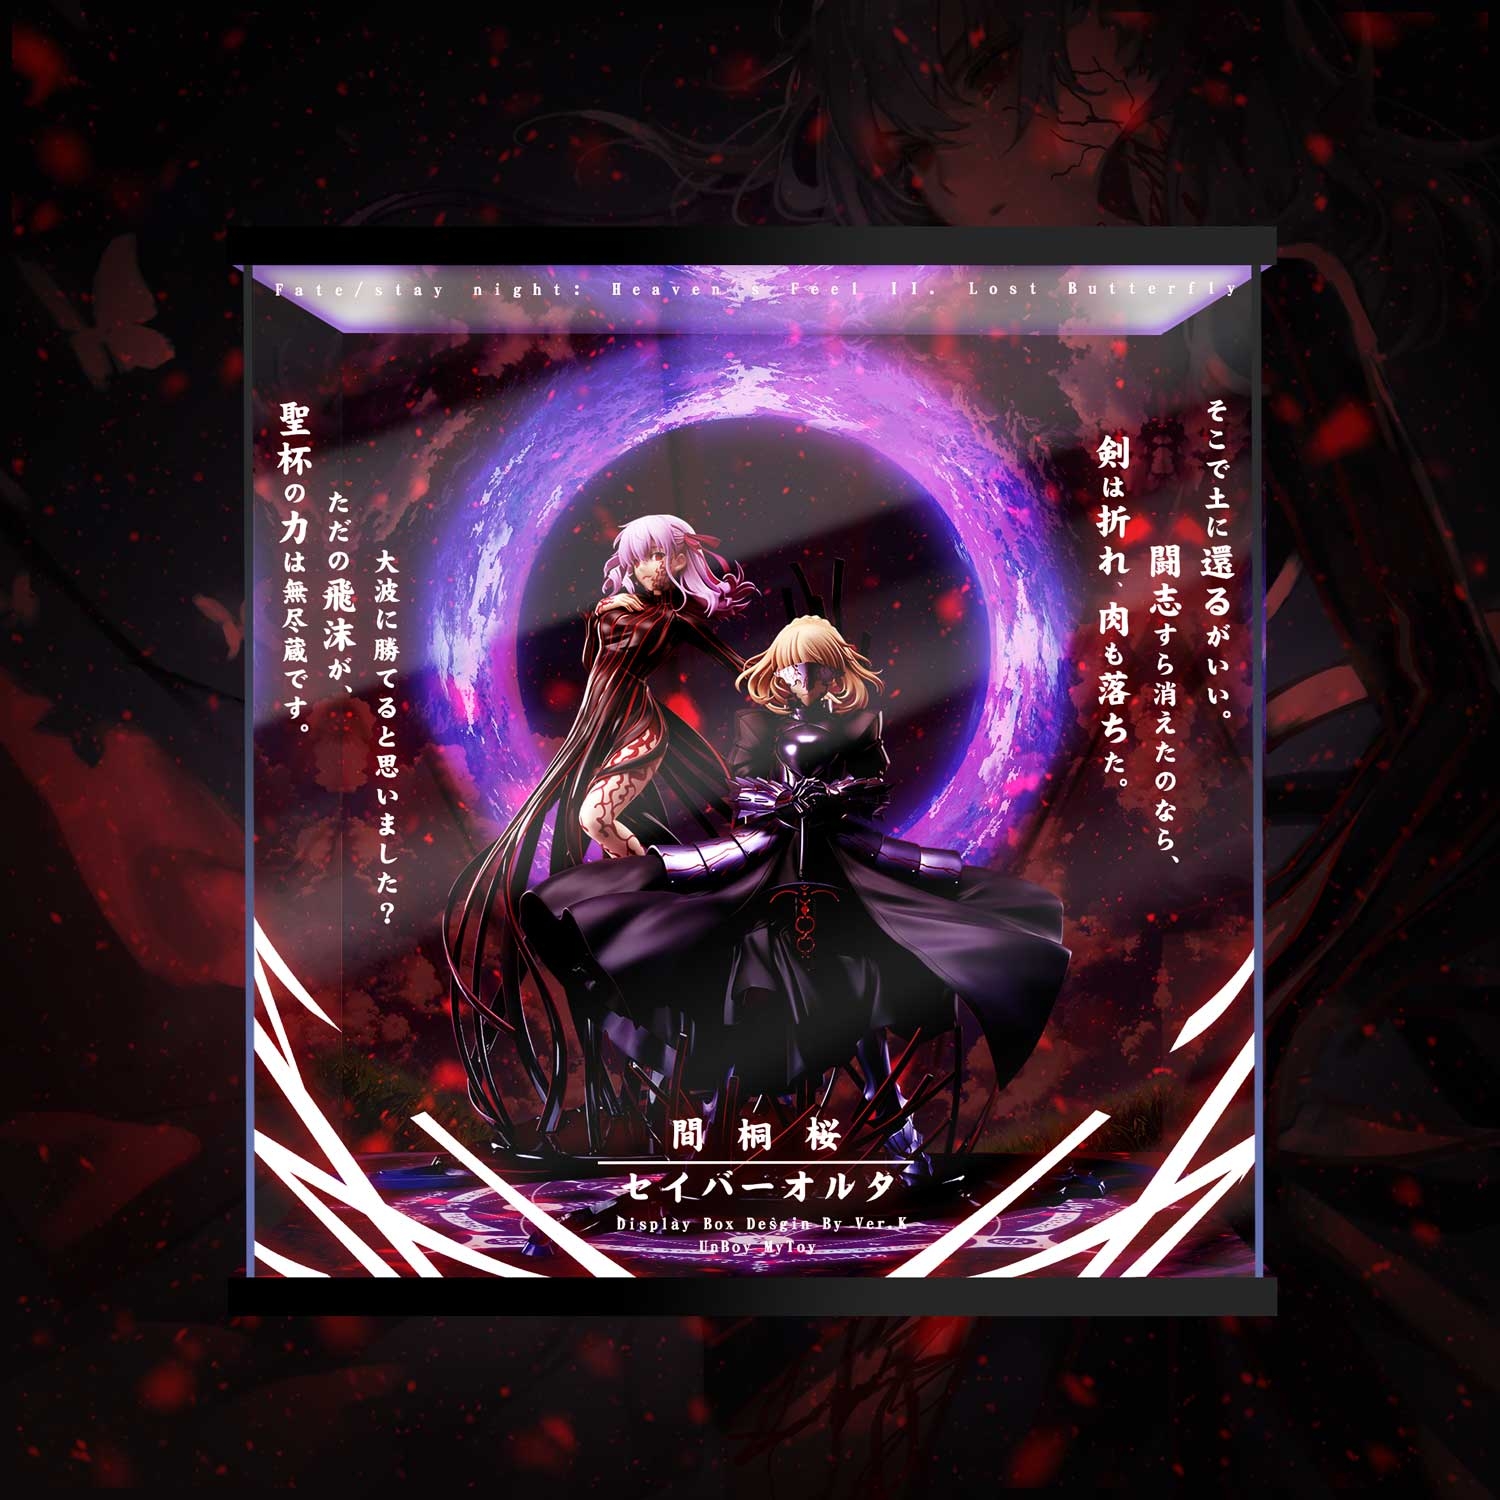 Fate/stay night: Heaven's Feel II. Lost Butterfly
そこで土に還るがいい。
闘志すら消えたのなら、
剣は折れ、肉も落ちた。
大波に勝てると思いました?
ただの飛沫が、
聖杯の力は無尽蔵です。
間桐桜
セイバーオルタ
Display Box Desgin By Ver.K
UnBoy MyToy